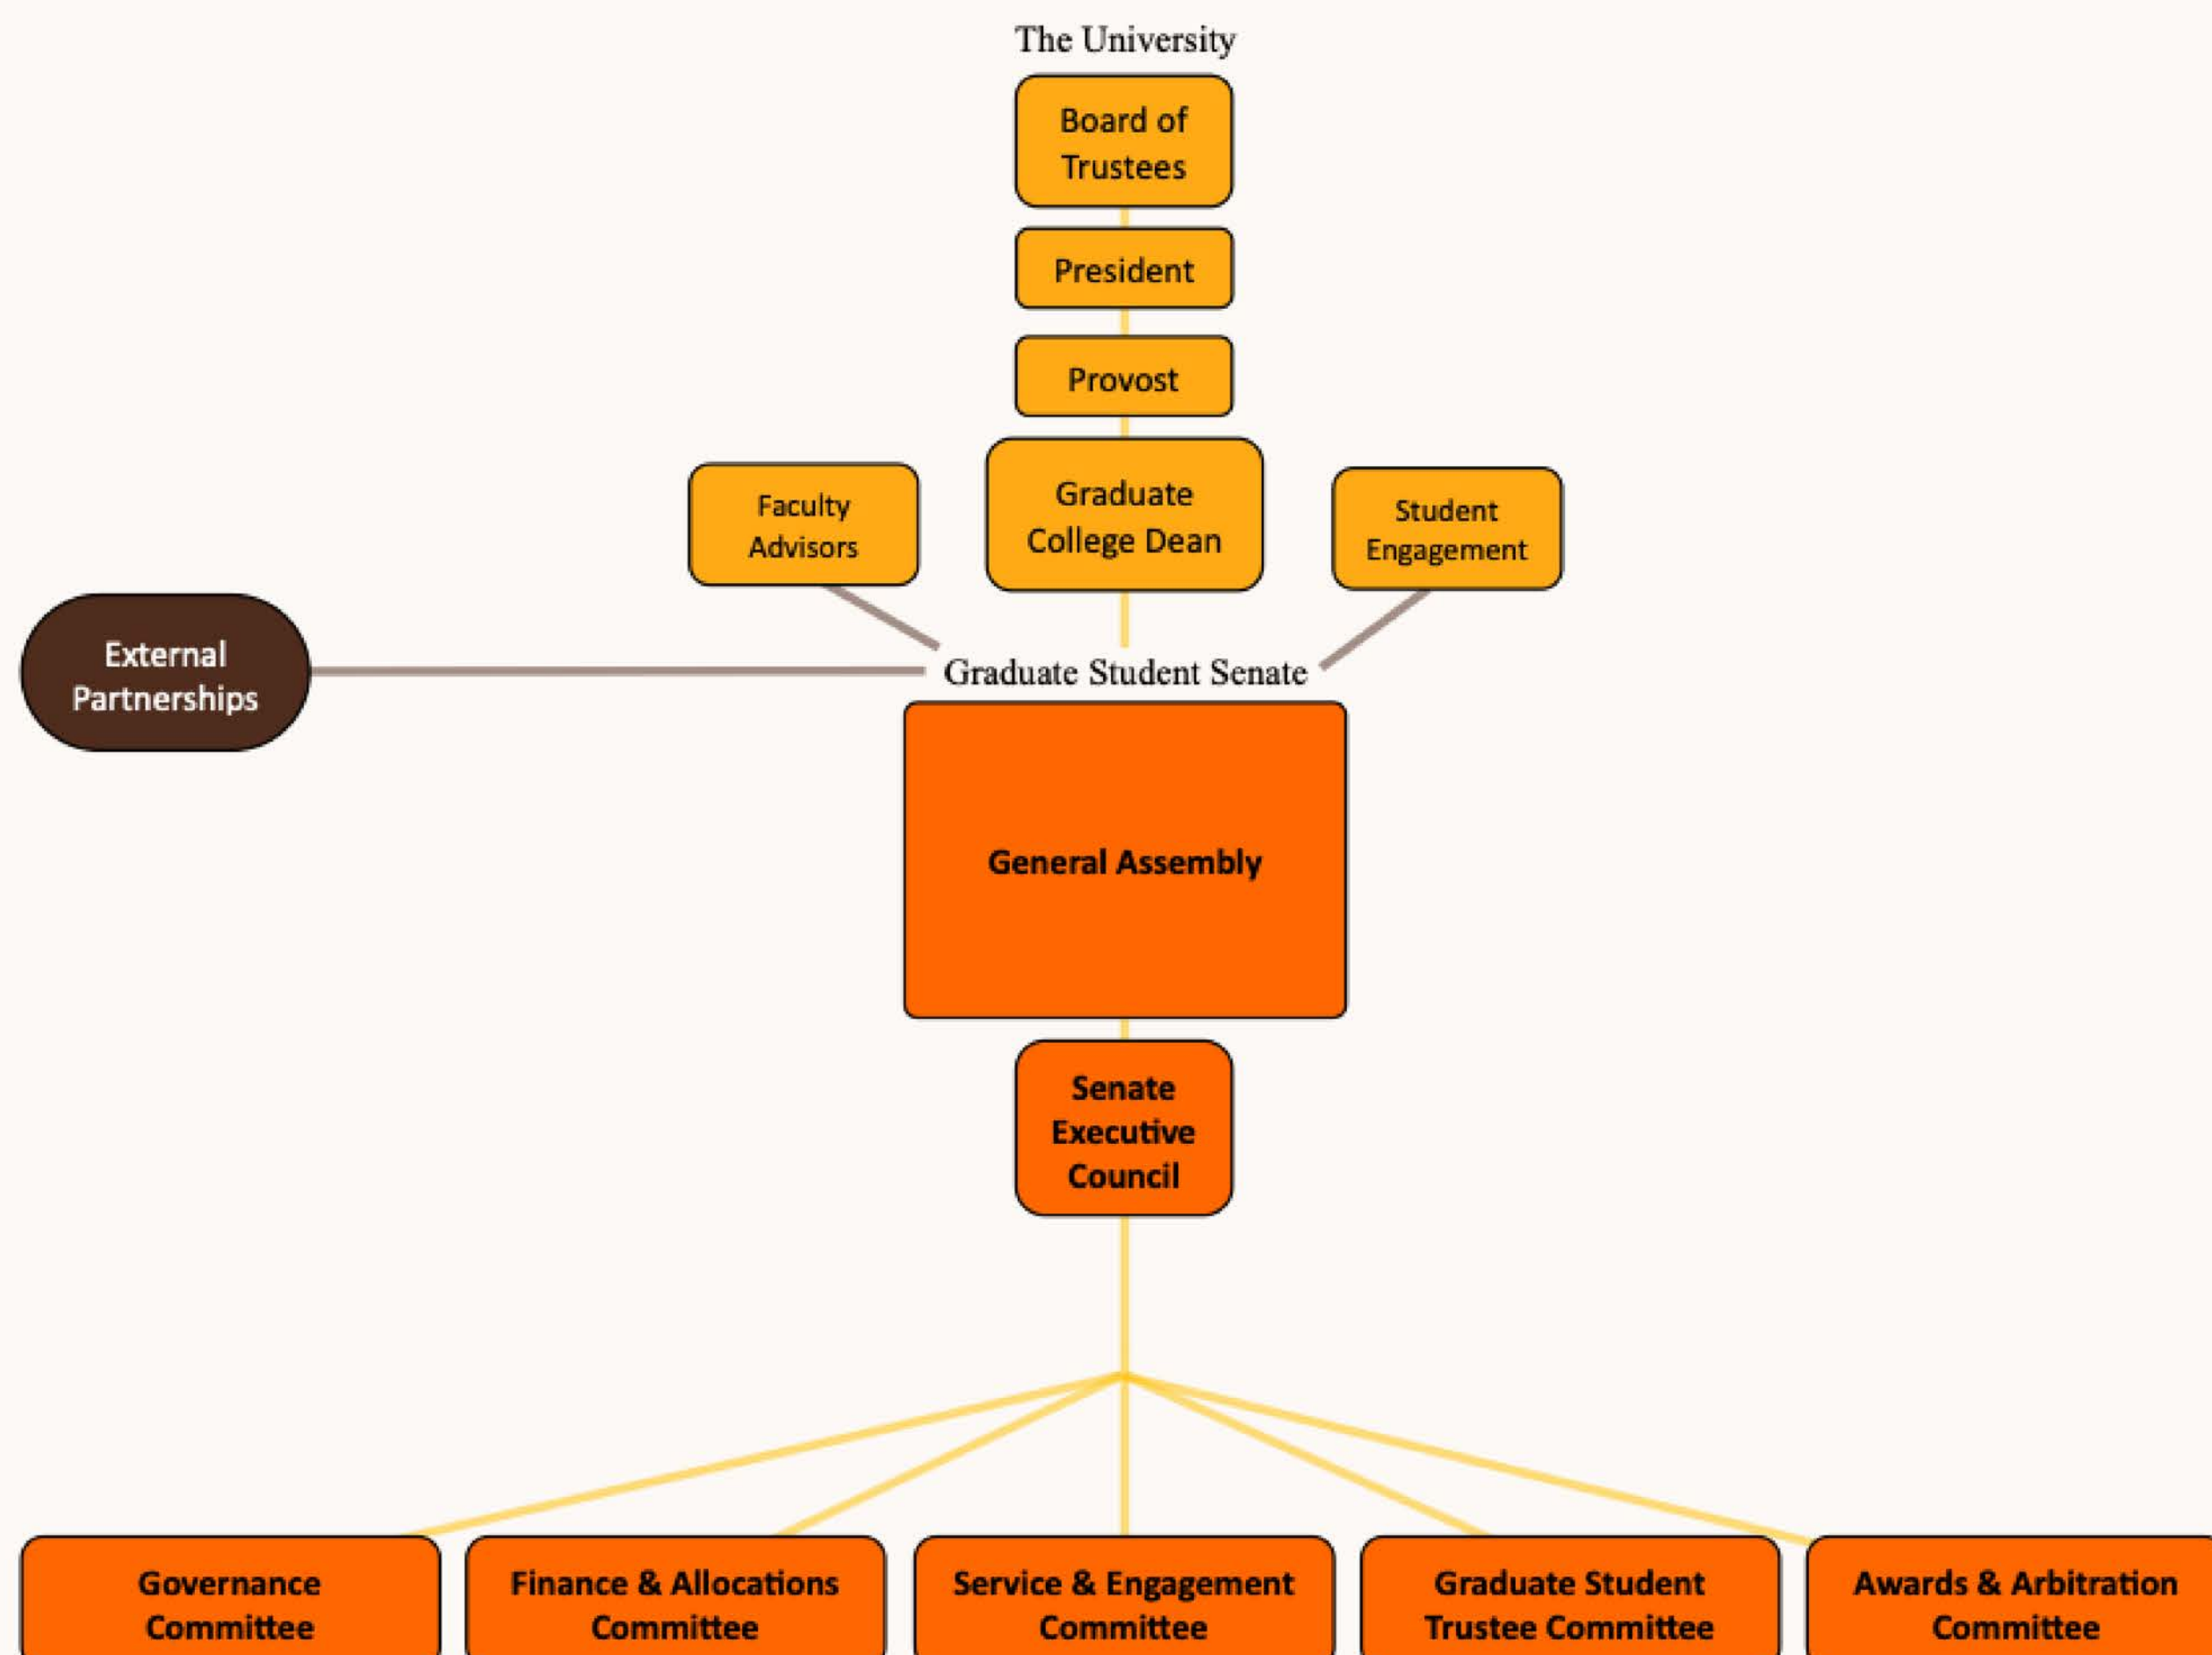 The University
Board of
Trustees
President
Provost
Graduate
College Dean
Faculty
Advisors
Student
Engagement
External
Partnerships
Graduate Student Senate
General Assembly
Senate
Executive
Council
Governance
Committee
Finance & Allocations
Committee
Service & Engagement
Committee
Graduate Student
Trustee Committee
Awards & Arbitration
Committee